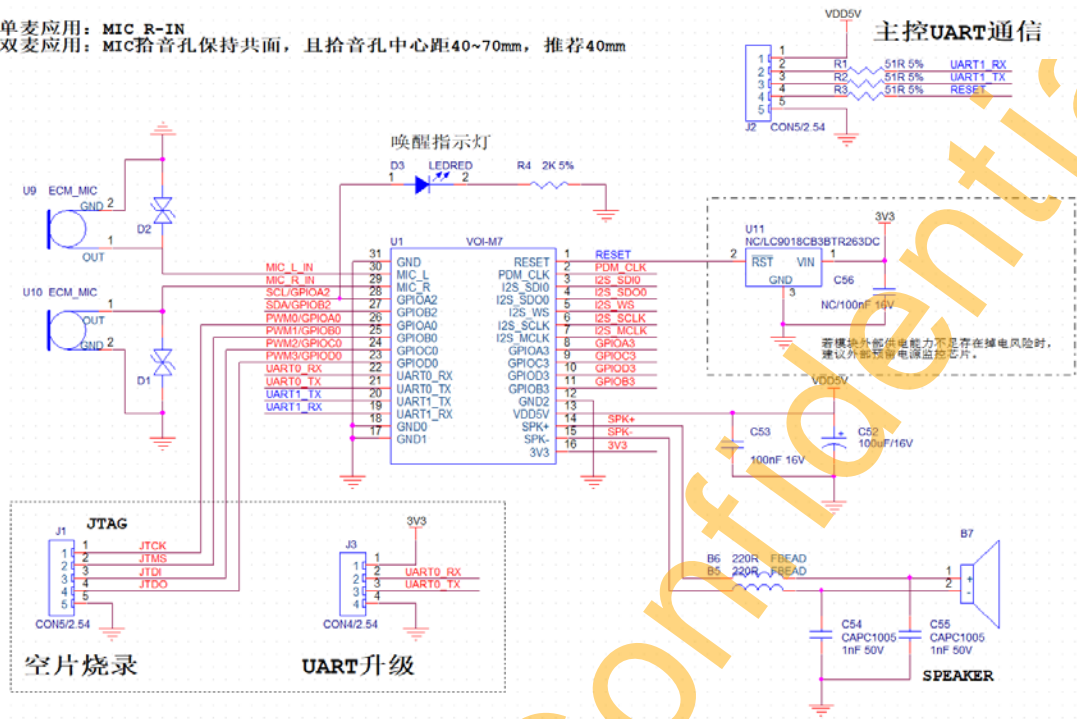 单麦应用：MIC R-IN
双麦应用：MIC拾音孔保持共面，且拾音孔中心距40~70mm，推荐40mm
主控UART通信
VDD5V
1
1
2
2
3
3
4
4
5
5
R1 51R 5% UART1_RX
R2 51R 5% UART1_TX
R3 51R 5% RESET
J2 CON5/2.54
唤醒指示灯
D3 LEDRED
1 2
R4 2K 5%
U9 ECM_MIC
GND 2
1
OUT
D2
U10 ECM_MIC
1
OUT
GND 2
D1
U1 VOI-M7
31 GND
MIC_L_IN 30 MIC_L
MIC_R_IN 29 MIC_R
SCL/GPIOA2 28 GPIOA2
SDA/GPIOB2 27 GPIOB2
PWM0/GPIOA0 26 GPIOA0
PWM1/GPIOB0 25 GPIOB0
PWM2/GPIOC0 24 GPIOC0
PWM3/GPIOD0 23 GPIOD0
UART0_RX 22 UART0_RX
UART0_TX 21 UART0_TX
UART1_TX 20 UART1_TX
UART1_RX 19 UART1_RX
18 GND0
17 GND1
RESET 1 RESET
PDM_CLK 2 PDM_CLK
I2S_SDI0 3 I2S_SDI0
I2S_SDO0 4 I2S_SDO0
I2S_WS 5 I2S_WS
I2S_SCLK 6 I2S_SCLK
I2S_MCLK 7 I2S_MCLK
GPIOA3 8 GPIOA3
GPIOC3 9 GPIOC3
GPIOD3 10 GPIOD3
GPIOB3 11 GPIOB3
GND2 12
VDD5V 13
SPK+ 14 SPK+
SPK- 15 SPK-
3V3 16 3V3
3V3
U11
NC/LC9018CB3BTR263DC
2 RST VIN 1
GND
3
C56
NC/100nF 16V
若模块外部供电能力不足存在掉电风险时，
建议外部预留电源监控芯片。
VDD5V
C53
100nF 16V
C52
100uF/16V
+
JTAG
J1
1 1 JTCK
2 2 JTMS
3 3 JTDI
4 4 JTDO
5 5
CON5/2.54
空片烧录
3V3
J3
1 1
2 2 UART0_RX
3 3 UART0_TX
4 4
CON4/2.54
UART升级
B6 220R FBEAD
B5 220R FBEAD
B7
1 +
2 -
C54
CAPC1005
1nF 50V
C55
CAPC1005
1nF 50V
SPEAKER
confidentia